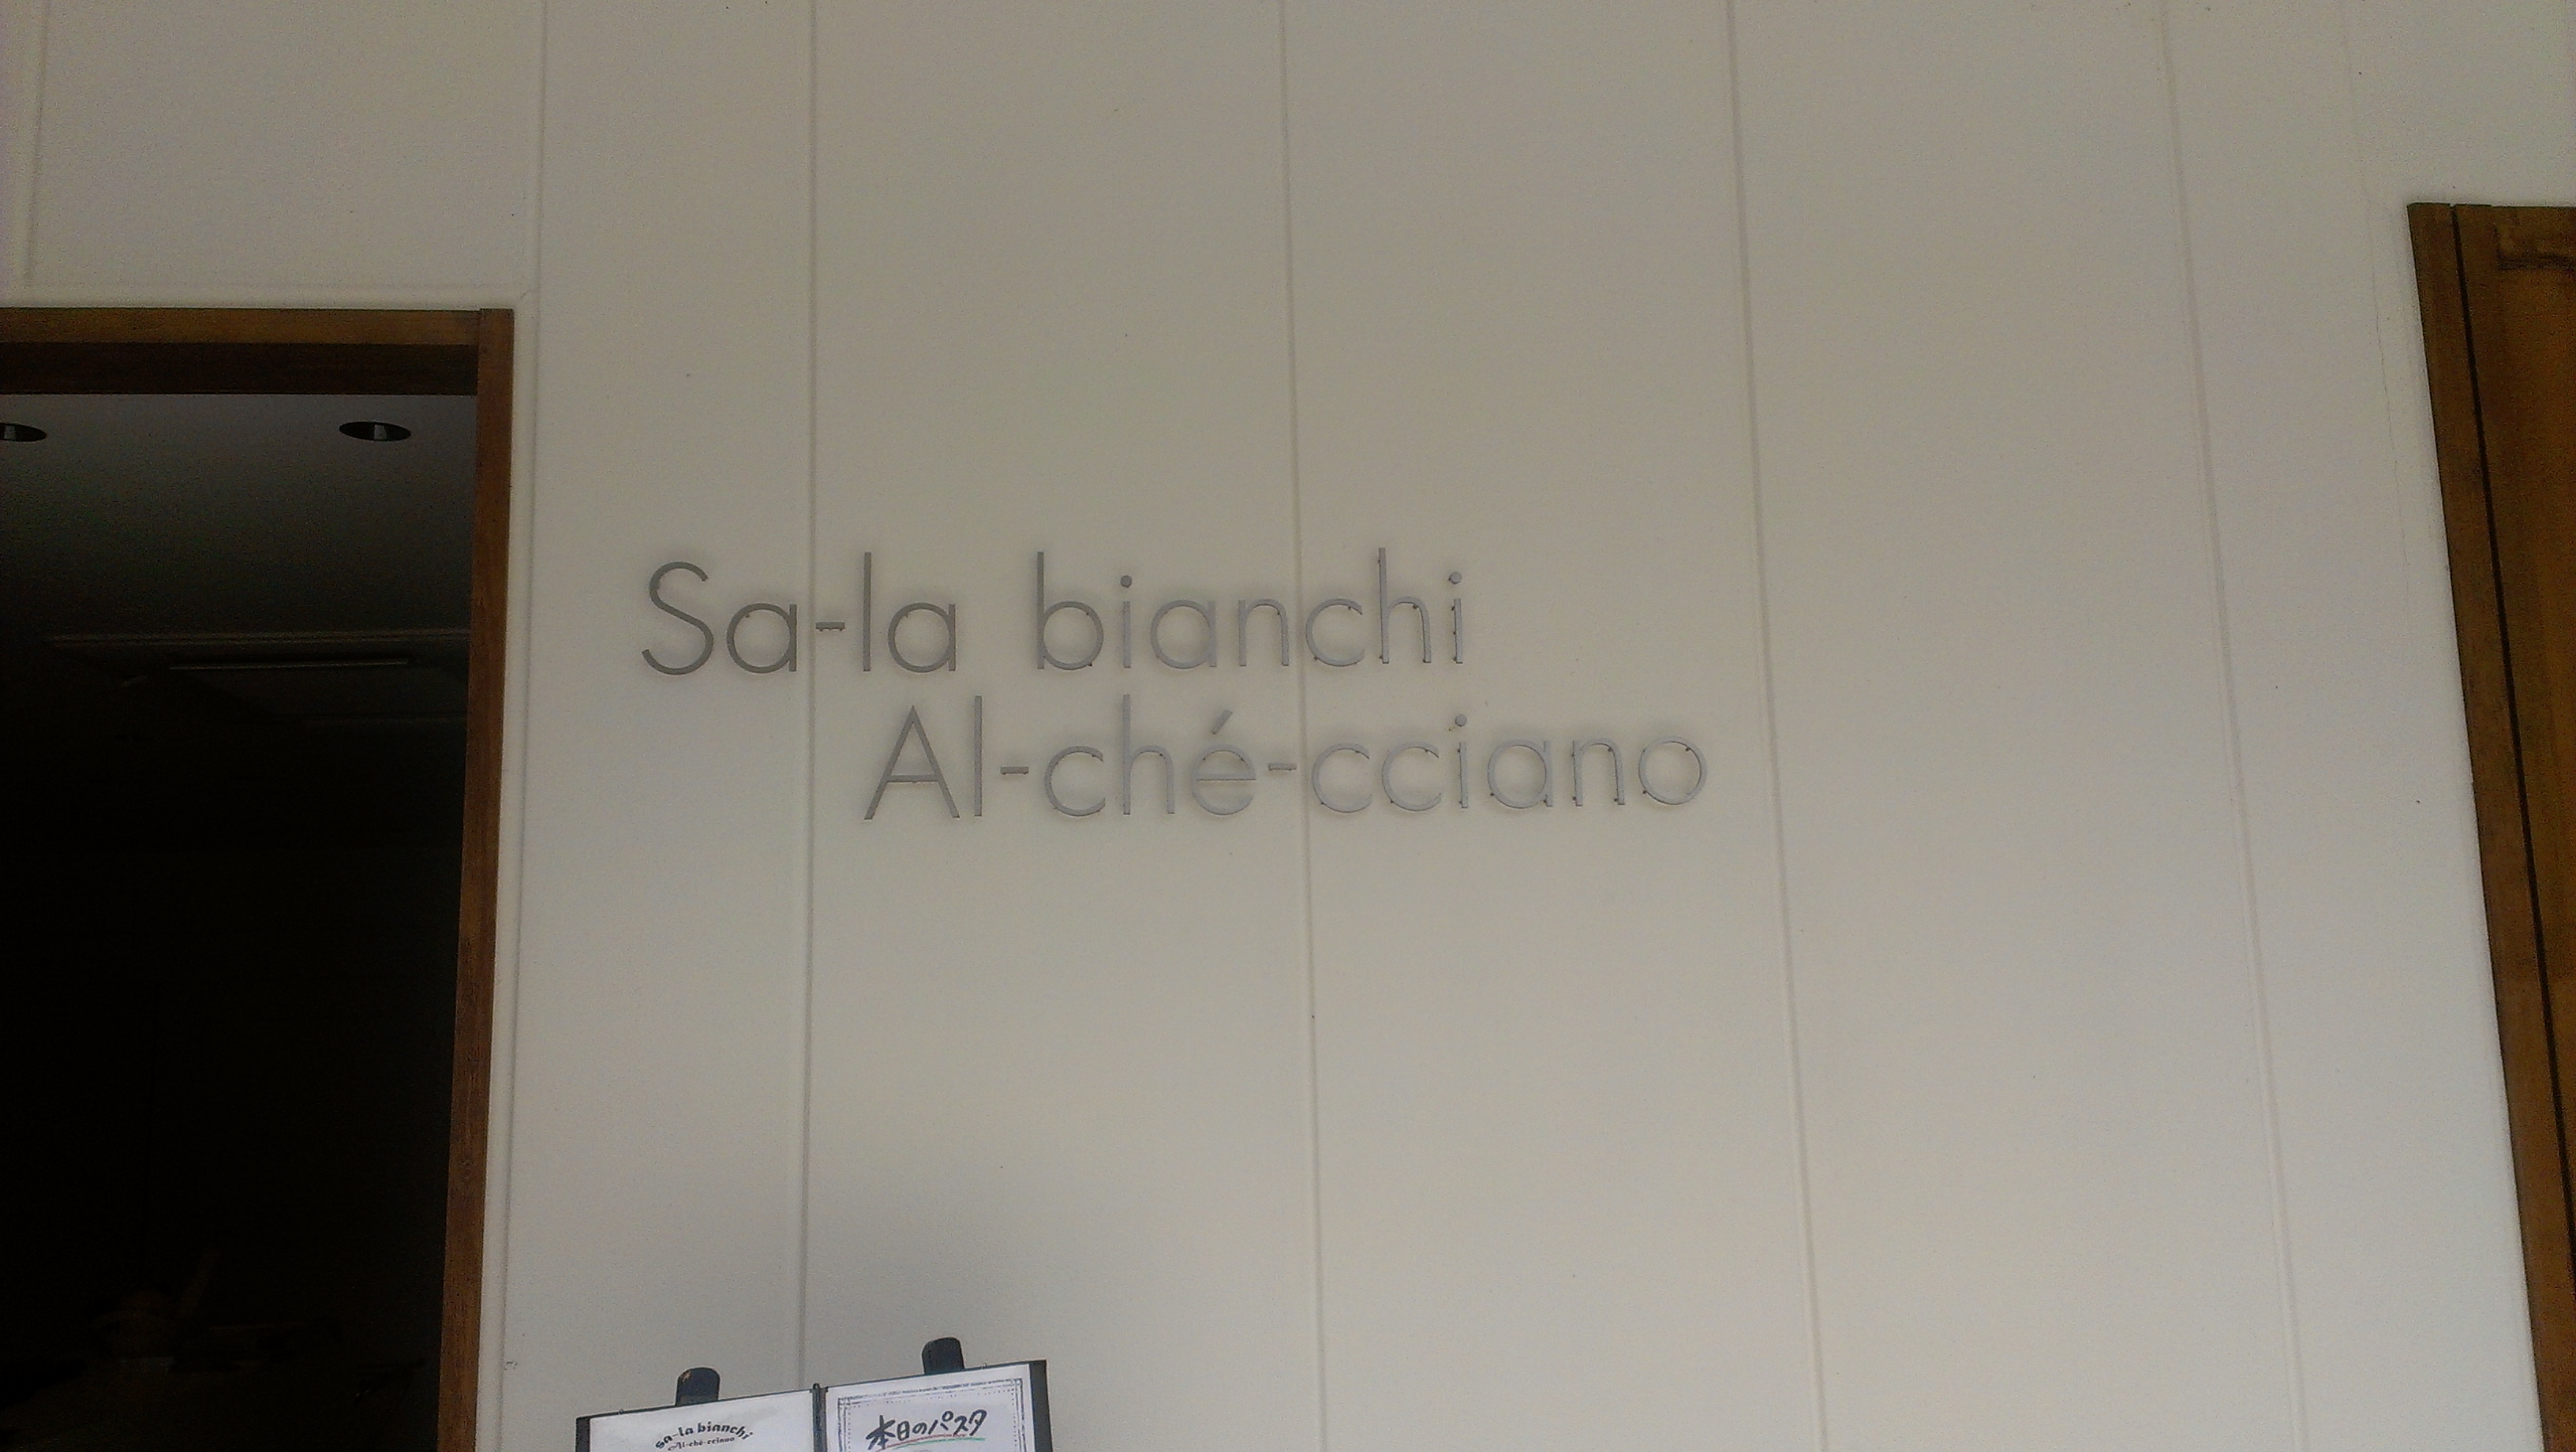 Sa-la bianchi
Al-ché-cciano
sa-la bianchi
Al-ché-cciano
本日のパスタ